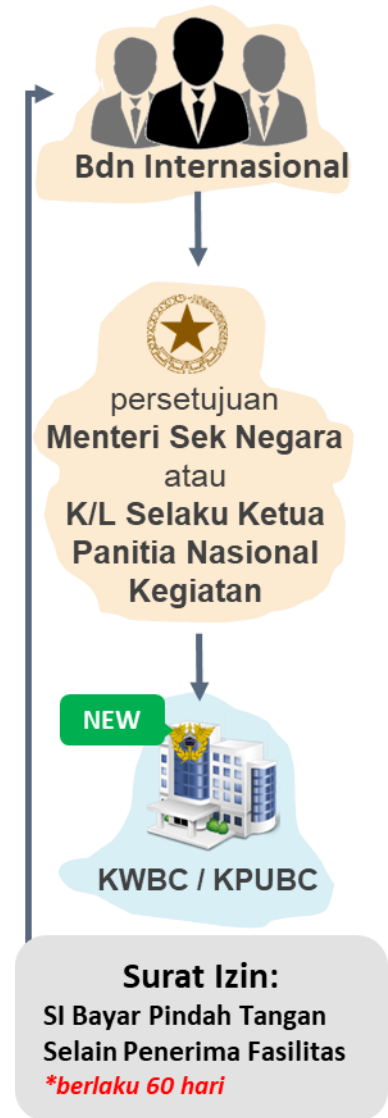 Bdn Internasional
persetujuan
Menteri Sek Negara
atau
K/L Selaku Ketua
Panitia Nasional
Kegiatan
NEW
KWBC / KPUBC
Surat Izin:
SI Bayar Pindah Tangan
Selain Penerima Fasilitas
*berlaku 60 hari